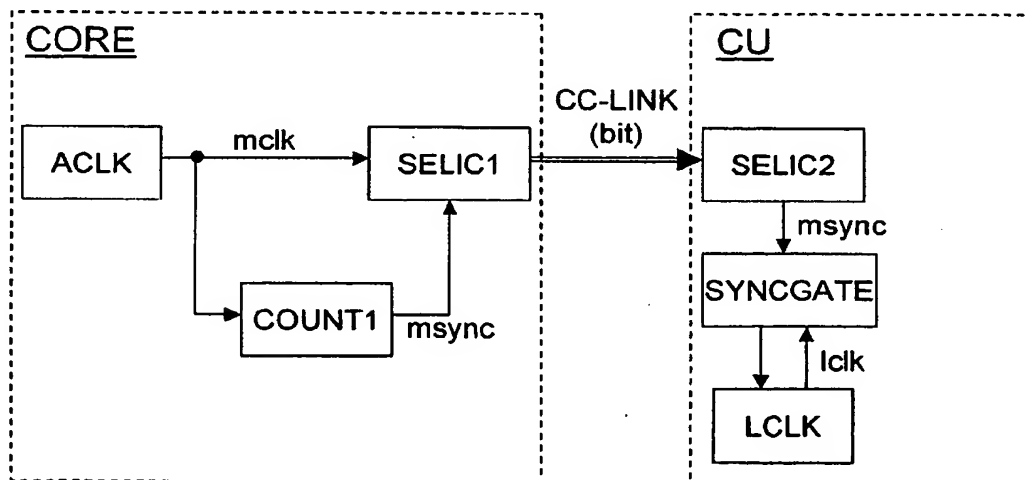 CORE
CU
CC-LINK
(bit)
ACLK
mclk
SELIC1
SELIC2
msync
SYNCGATE
COUNT1
msync
lclk
LCLK